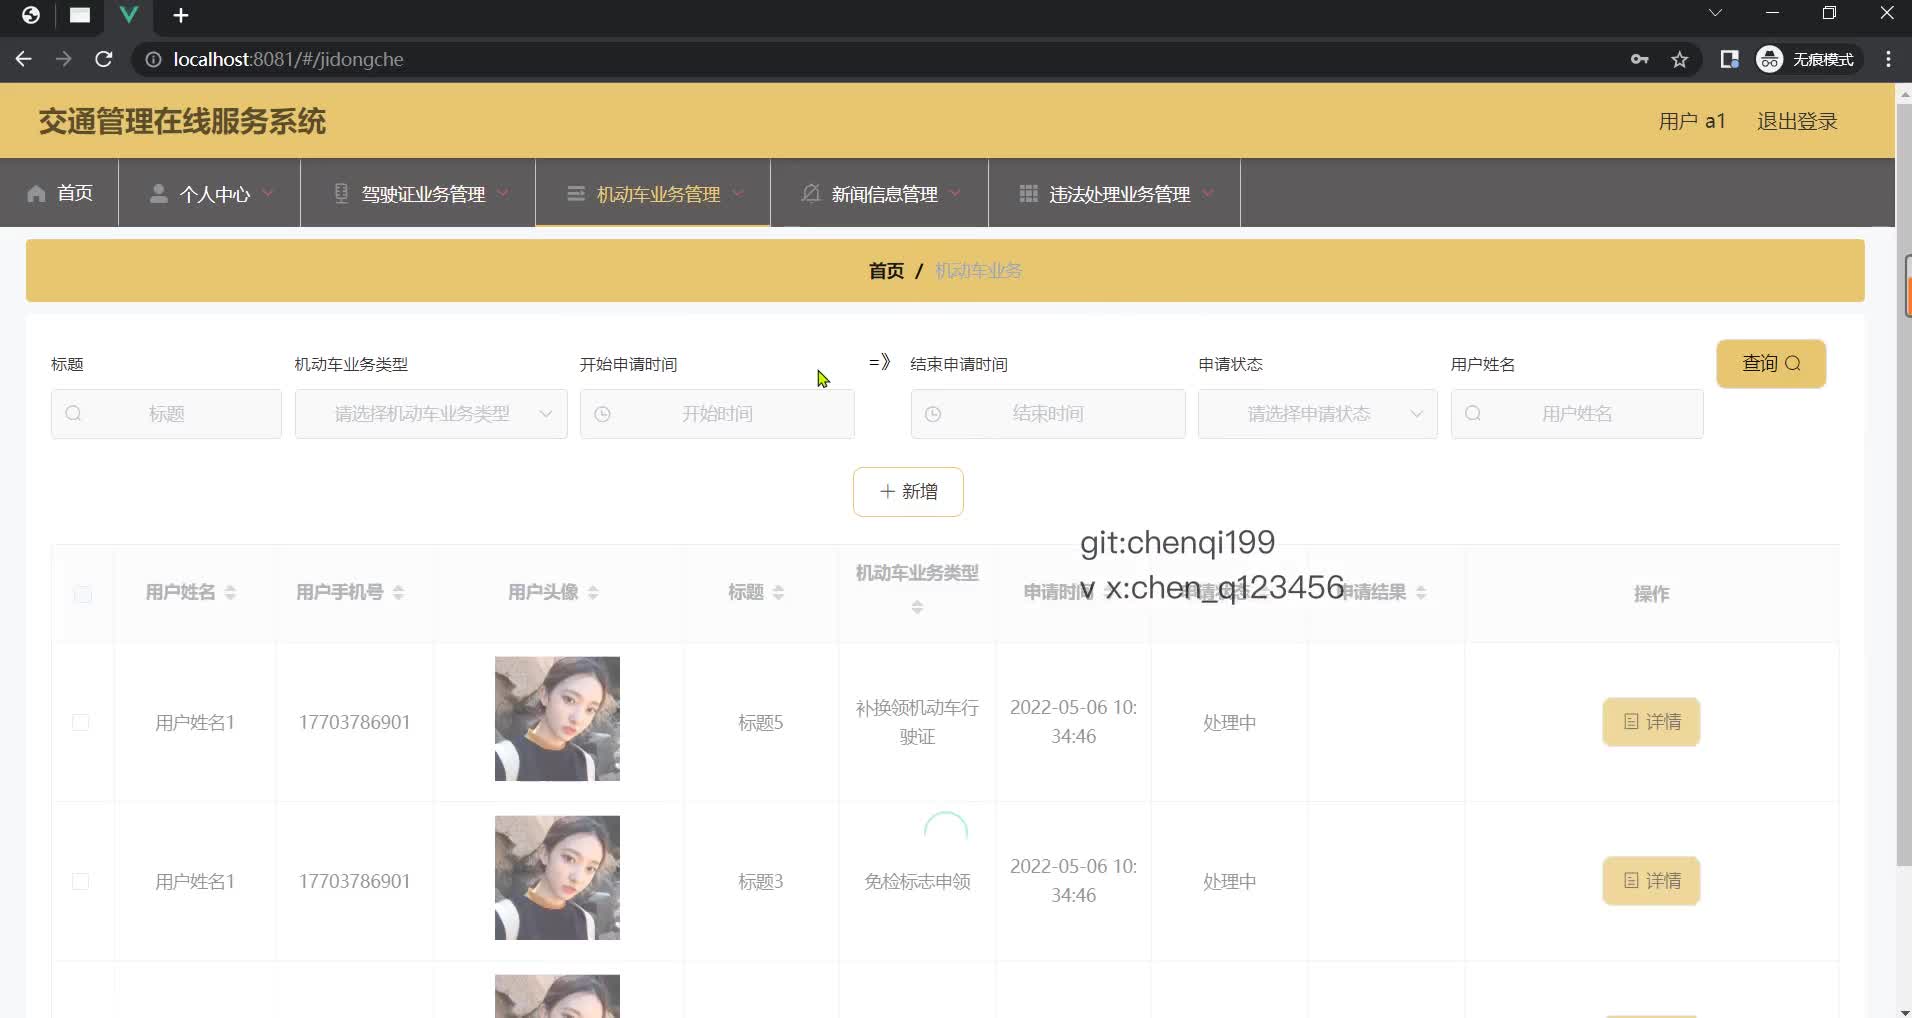 localhost:8081/#/jidongche
无痕模式
交通管理在线服务系统
用户 a1
退出登录
首页
个人中心
驾驶证业务管理
机动车业务管理
新闻信息管理
违法处理业务管理
首页 / 机动车业务
标题
机动车业务类型
开始申请时间
=》
结束申请时间
申请状态
用户姓名
查询
标题
请选择机动车业务类型
开始时间
结束时间
请选择申请状态
用户姓名
新增
git:chenqi199
v x:chen_q123456
用户姓名
用户手机号
用户头像
标题
机动车业务类型
申请时间
申请状态
申请结果
操作
用户姓名1
17703786901
标题5
补换领机动车行
驶证
2022-05-06 10:
34:46
处理中
详情
用户姓名1
17703786901
标题3
免检标志申领
2022-05-06 10:
34:46
处理中
详情